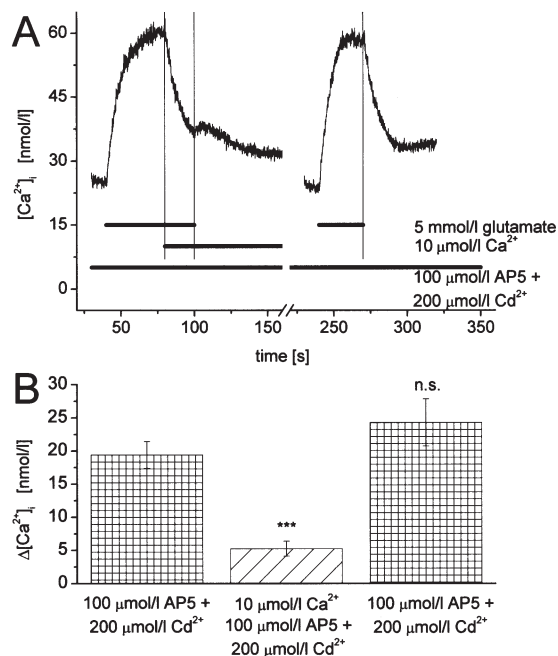 A
60
45
30
15
0
[Ca²⁺]ᵢ [nmol/l]
5 mmol/l glutamate
10 µmol/l Ca²⁺
100 µmol/l AP5 +
200 µmol/l Cd²⁺
50 100 150 250 300 350
time [s]
B
30
25
20
15
10
5
0
Δ[Ca²⁺]ᵢ [nmol/l]
***
n.s.
100 µmol/l AP5 +
200 µmol/l Cd²⁺
10 µmol/l Ca²⁺
100 µmol/l AP5 +
200 µmol/l Cd²⁺
100 µmol/l AP5 +
200 µmol/l Cd²⁺